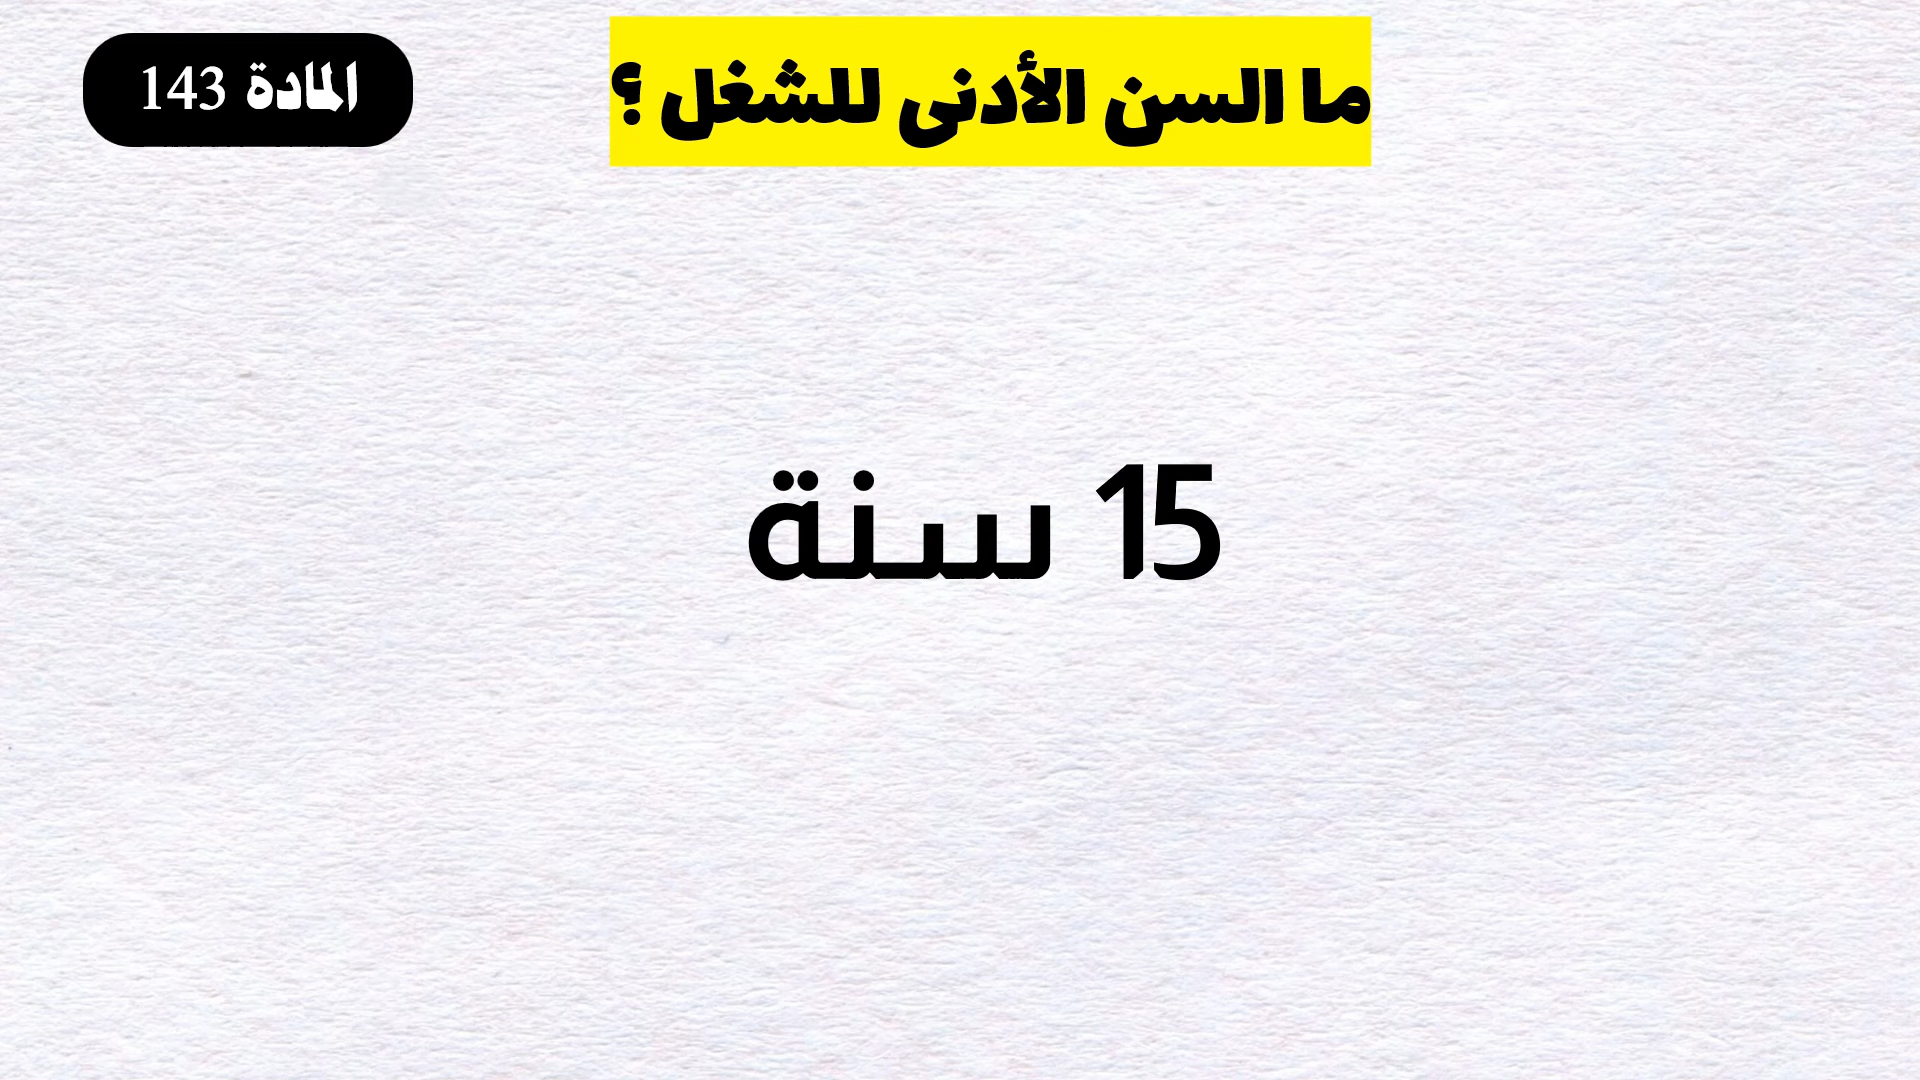 ما السن الأدنى للشغل ؟
المادة 143
15 سنة